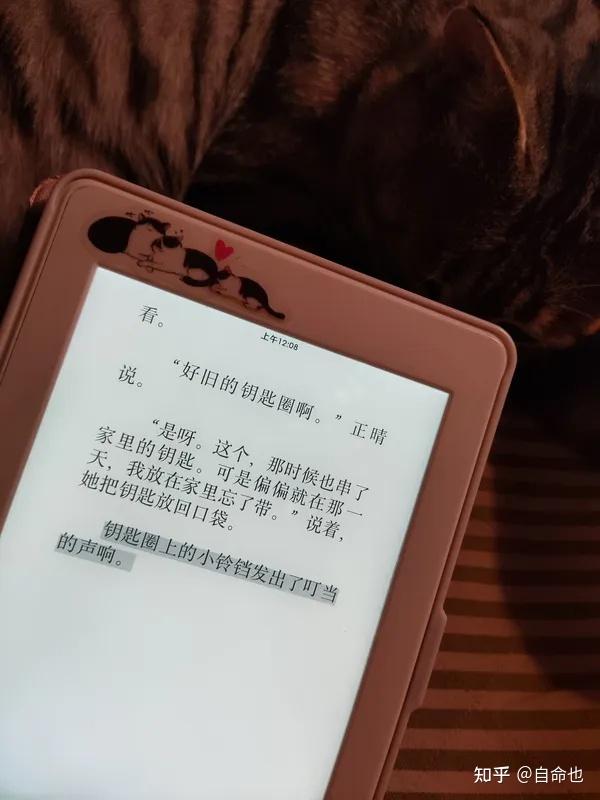 上午12:08
看。
“好旧的钥匙圈啊。”正晴
说。
“是呀。这个，那时候也串了
家里的钥匙。可是偏偏就在那一
天，我放在家里忘了带。”说着，
她把钥匙放回口袋。
钥匙圈上的小铃铛发出了叮当
的声响。
知乎 @自命也